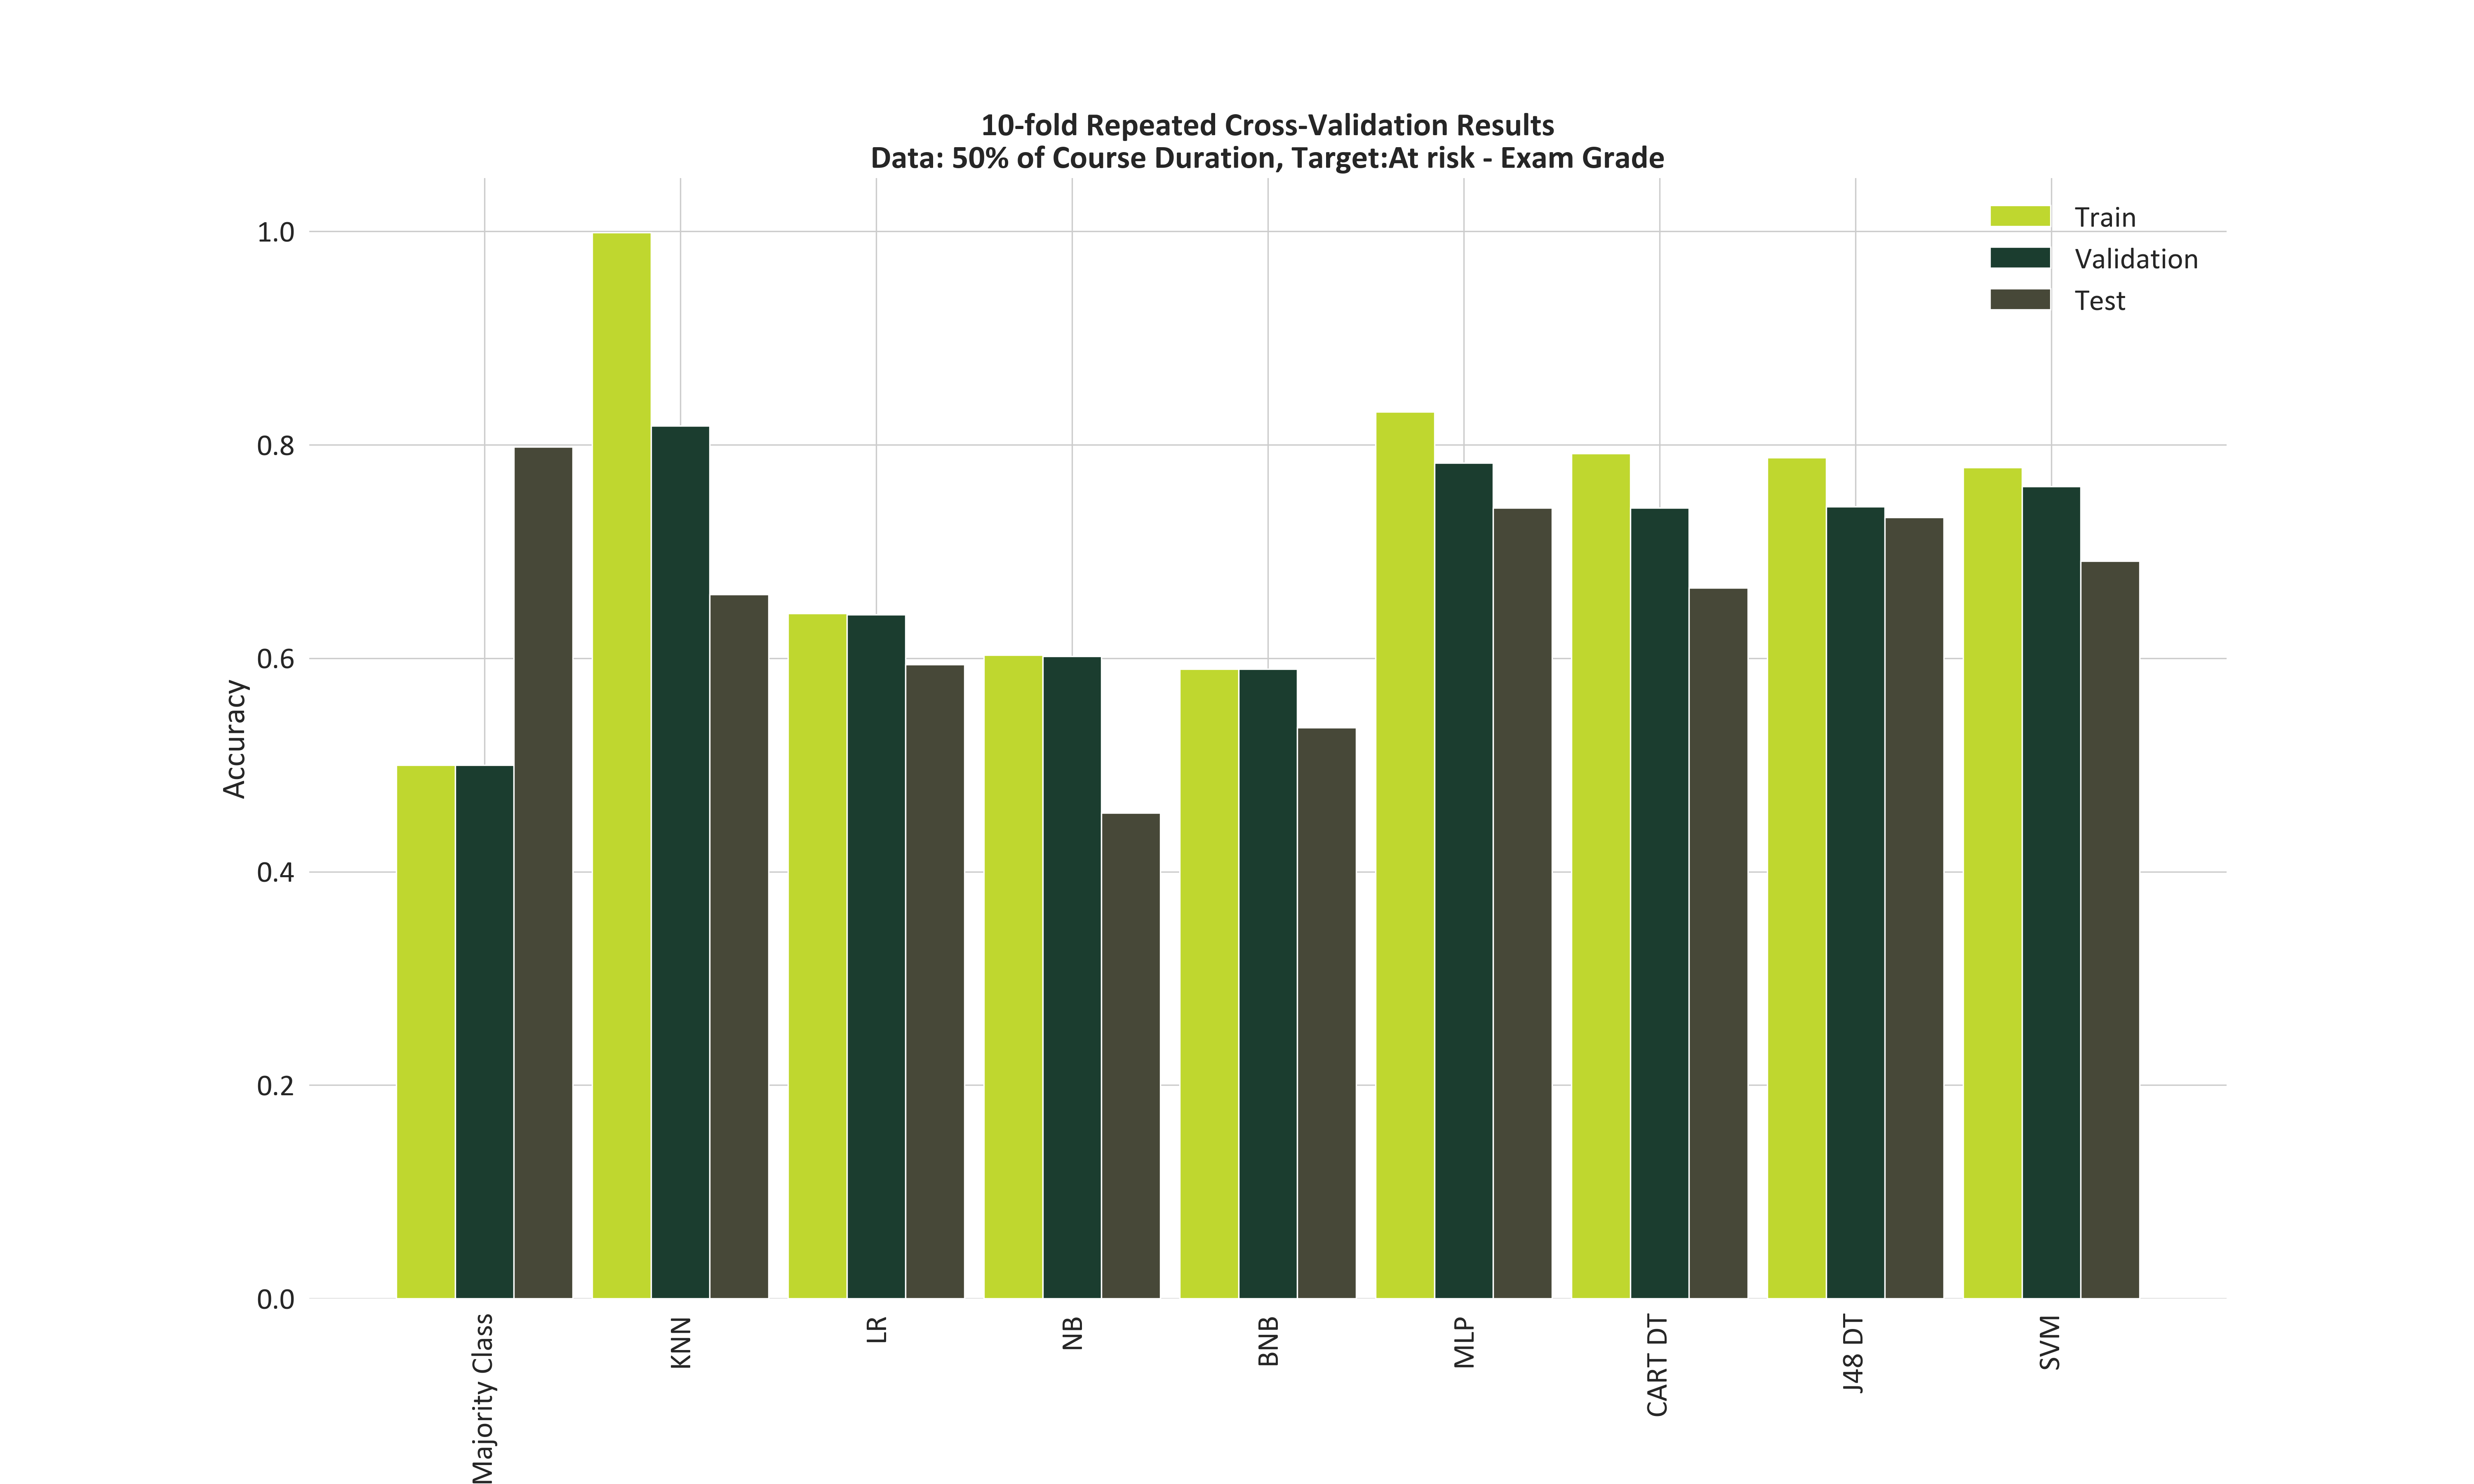 10-fold Repeated Cross-Validation Results
Data: 50% of Course Duration, Target:At risk - Exam Grade
Train
Validation
Test
Accuracy
1.0
0.8
0.6
0.4
0.2
0.0
Majority Class
KNN
LR
NB
BNB
MLP
CART DT
J48 DT
SVM